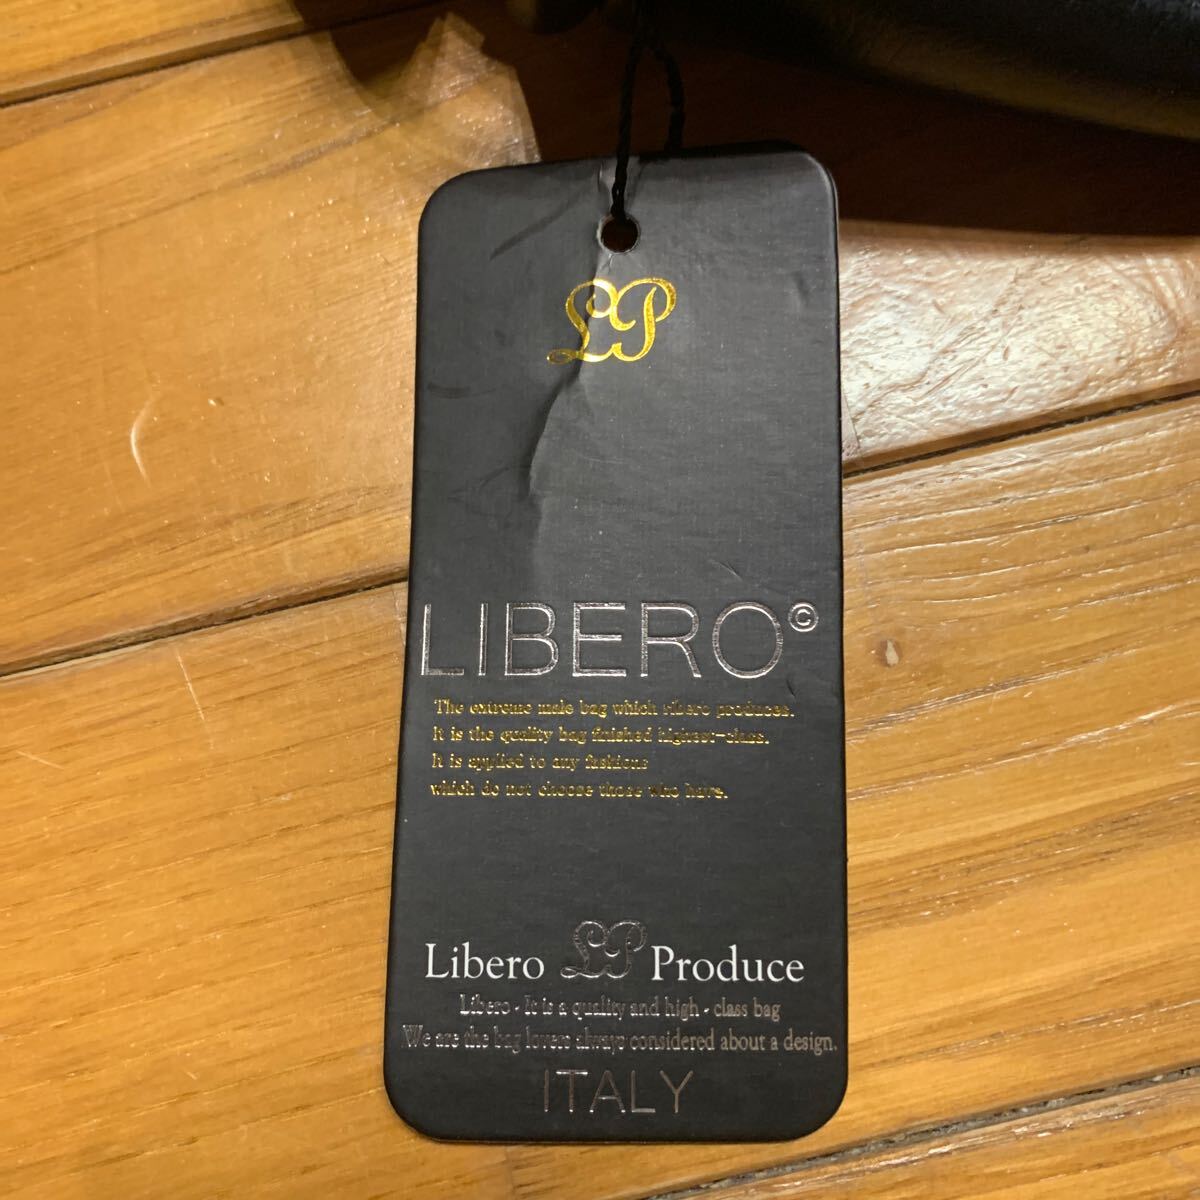 LP
LIBERO©
The extreme male bag which ribero produces.
It is the quality bag finished highest-class.
It is applied to any fashions
which do not choose those who have.
Libero LP Produce
Libero - It is a quality and high - class bag
We are the bag lovers always considered about a design.
ITALY